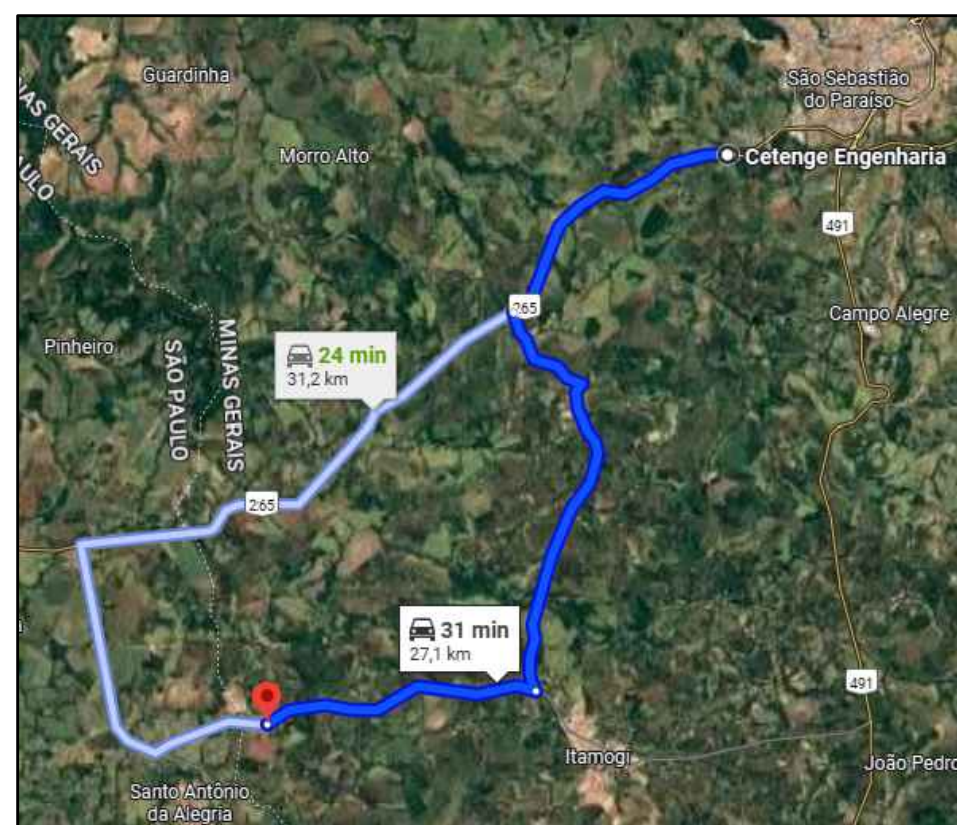 Guardinha
São Sebastião
do Paraíso
MINAS GERAIS
PAULO
Morro Alto
Cetenge Engenharia
491
265
Campo Alegre
Pinheiro
SÃO PAULO
MINAS GERAIS
24 min
31,2 km
265
31 min
27,1 km
491
Itamogi
João Pedro
Santo Antônio
da Alegria